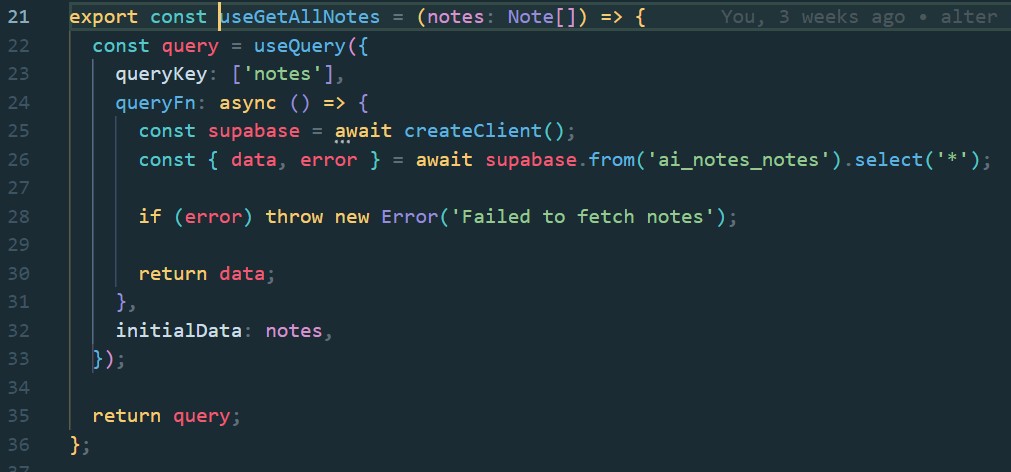 21 export const useGetAllNotes = (notes: Note[]) => { You, 3 weeks ago • alter
22 const query = useQuery({
23 queryKey: ['notes'],
24 queryFn: async () => {
25 const supabase = await createClient();
26 const { data, error } = await supabase.from('ai_notes_notes').select('*');
27
28 if (error) throw new Error('Failed to fetch notes');
29
30 return data;
31 },
32 initialData: notes,
33 });
34
35 return query;
36 };
37